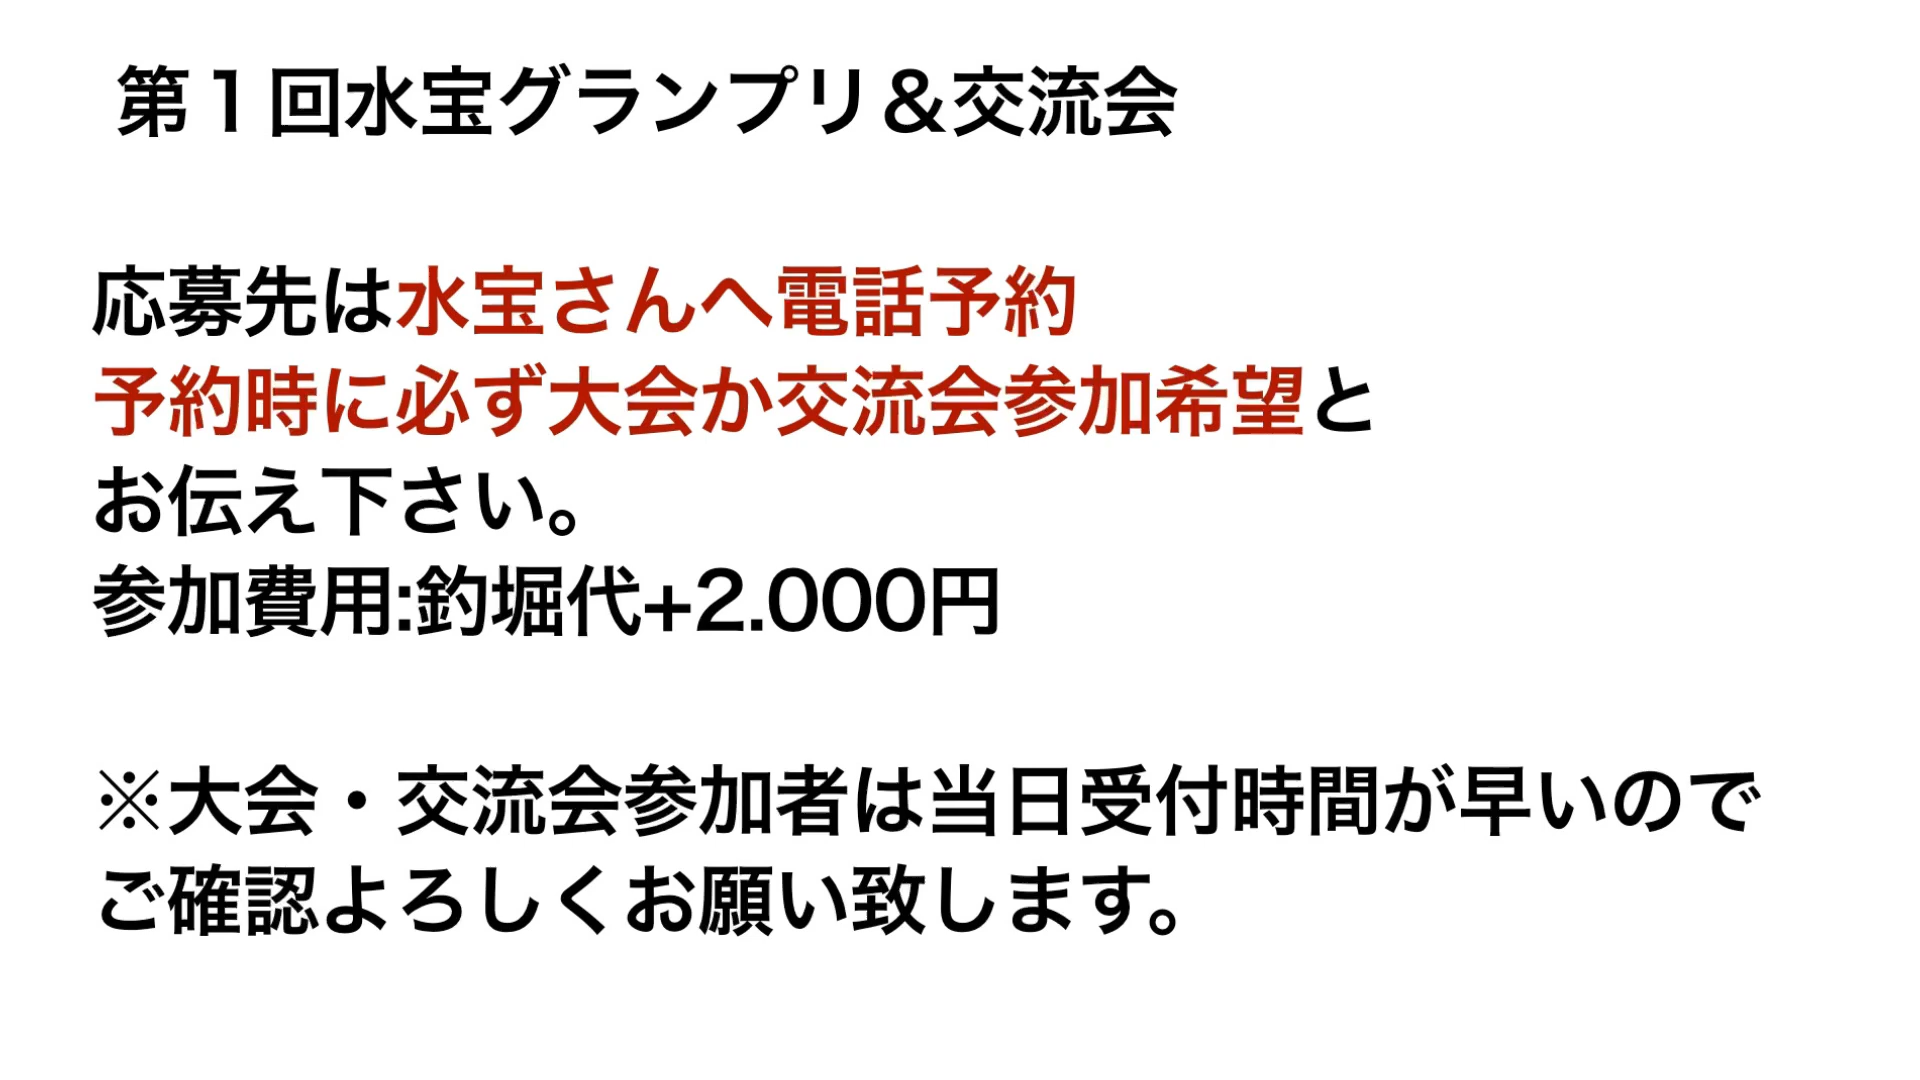 第１回水宝グランプリ＆交流会
応募先は水宝さんへ電話予約
予約時に必ず大会か交流会参加希望と
お伝え下さい。
参加費用:釣堀代+2.000円
※大会・交流会参加者は当日受付時間が早いので
ご確認よろしくお願い致します。